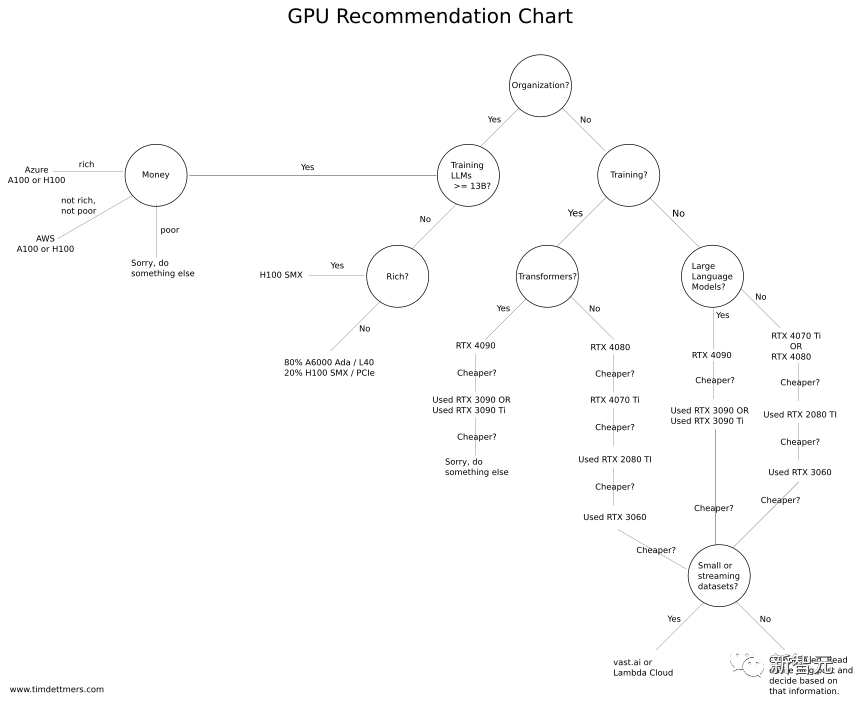 GPU Recommendation Chart
Organization?
Yes
No
Training
LLMs
>= 13B?
Training?
Yes
Money
rich
Azure
A100 or H100
not rich,
not poor
AWS
A100 or H100
poor
Sorry, do
something else
No
Rich?
Yes
H100 SMX
No
80% A6000 Ada / L40
20% H100 SMX / PCIe
Yes
No
Transformers?
Large
Language
Models?
Yes
No
Yes
No
RTX 4090
Cheaper?
Used RTX 3090 OR
Used RTX 3090 Ti
Cheaper?
Sorry, do
something else
RTX 4080
Cheaper?
RTX 4070 Ti
Cheaper?
Used RTX 2080 TI
Cheaper?
Used RTX 3060
Cheaper?
RTX 4090
Cheaper?
Used RTX 3090 OR
Used RTX 3090 Ti
Cheaper?
RTX 4070 Ti
OR
RTX 4080
Cheaper?
Used RTX 2080 TI
Cheaper?
Used RTX 3060
Cheaper?
Small or
streaming
datasets?
Yes
No
vast.ai or
Lambda Cloud
Read
and
decide based on
that information.
新智元
www.timdettmers.com